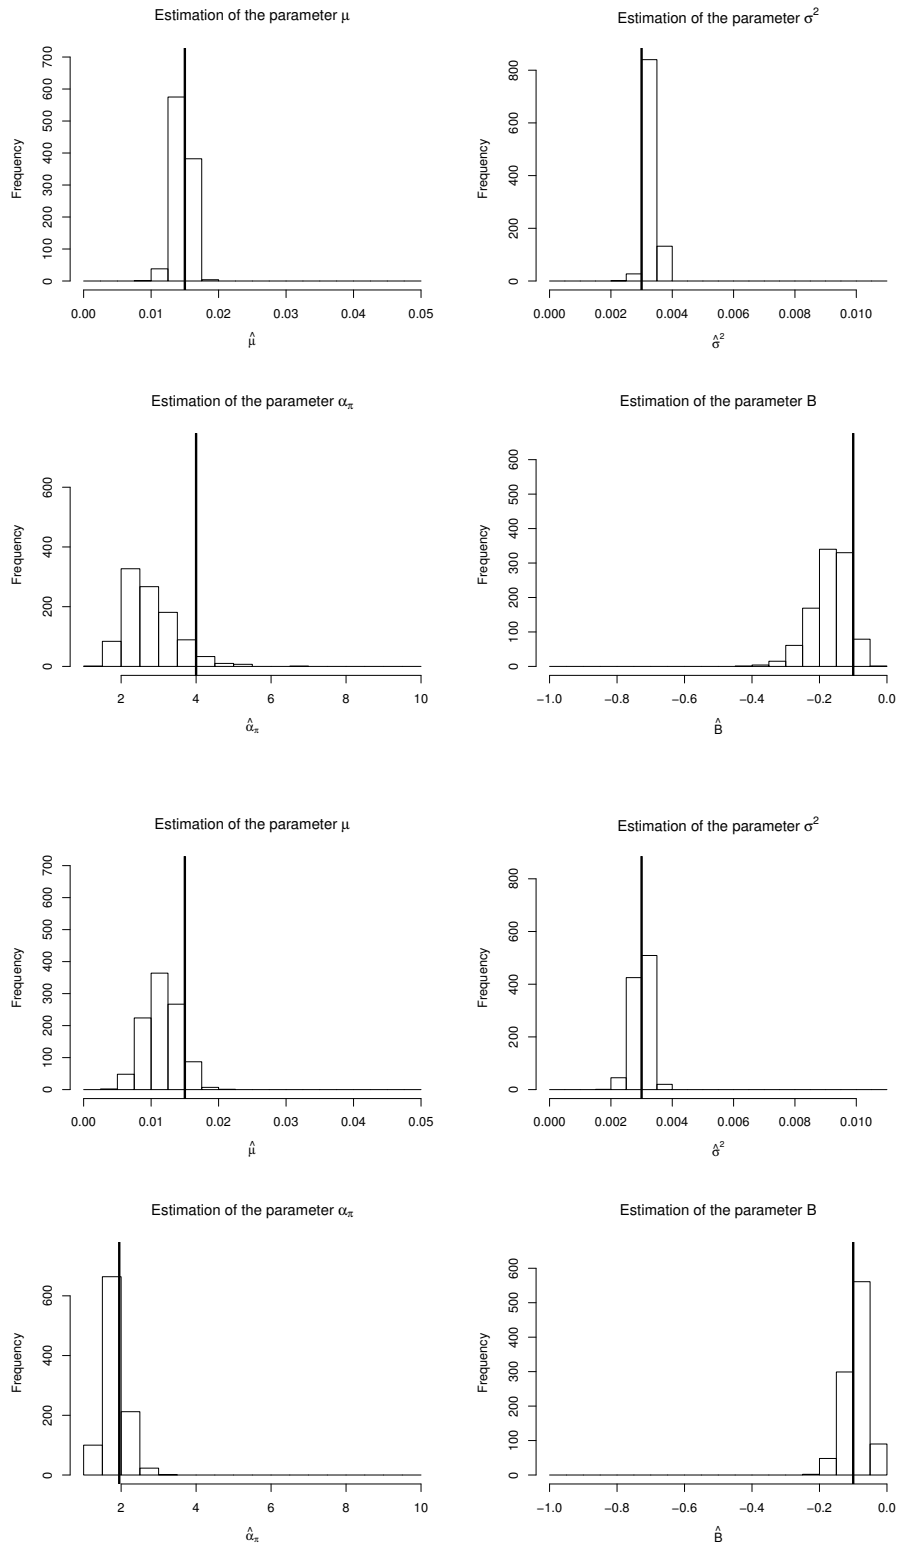 Estimation of the parameter μ
Frequency
0 100 200 300 400 500 600 700
0.00 0.01 0.02 0.03 0.04 0.05
μ̂
Estimation of the parameter σ²
Frequency
0 200 400 600 800
0.000 0.002 0.004 0.006 0.008 0.010
σ̂²
Estimation of the parameter απ
Frequency
0 200 400 600
2 4 6 8 10
α̂π
Estimation of the parameter B
Frequency
0 100 200 300 400 500 600
−1.0 −0.8 −0.6 −0.4 −0.2 0.0
B̂
Estimation of the parameter μ
Frequency
0 100 200 300 400 500 600 700
0.00 0.01 0.02 0.03 0.04 0.05
μ̂
Estimation of the parameter σ²
Frequency
0 200 400 600 800
0.000 0.002 0.004 0.006 0.008 0.010
σ̂²
Estimation of the parameter απ
Frequency
0 200 400 600
2 4 6 8 10
α̂π
Estimation of the parameter B
Frequency
0 100 200 300 400 500 600
−1.0 −0.8 −0.6 −0.4 −0.2 0.0
B̂